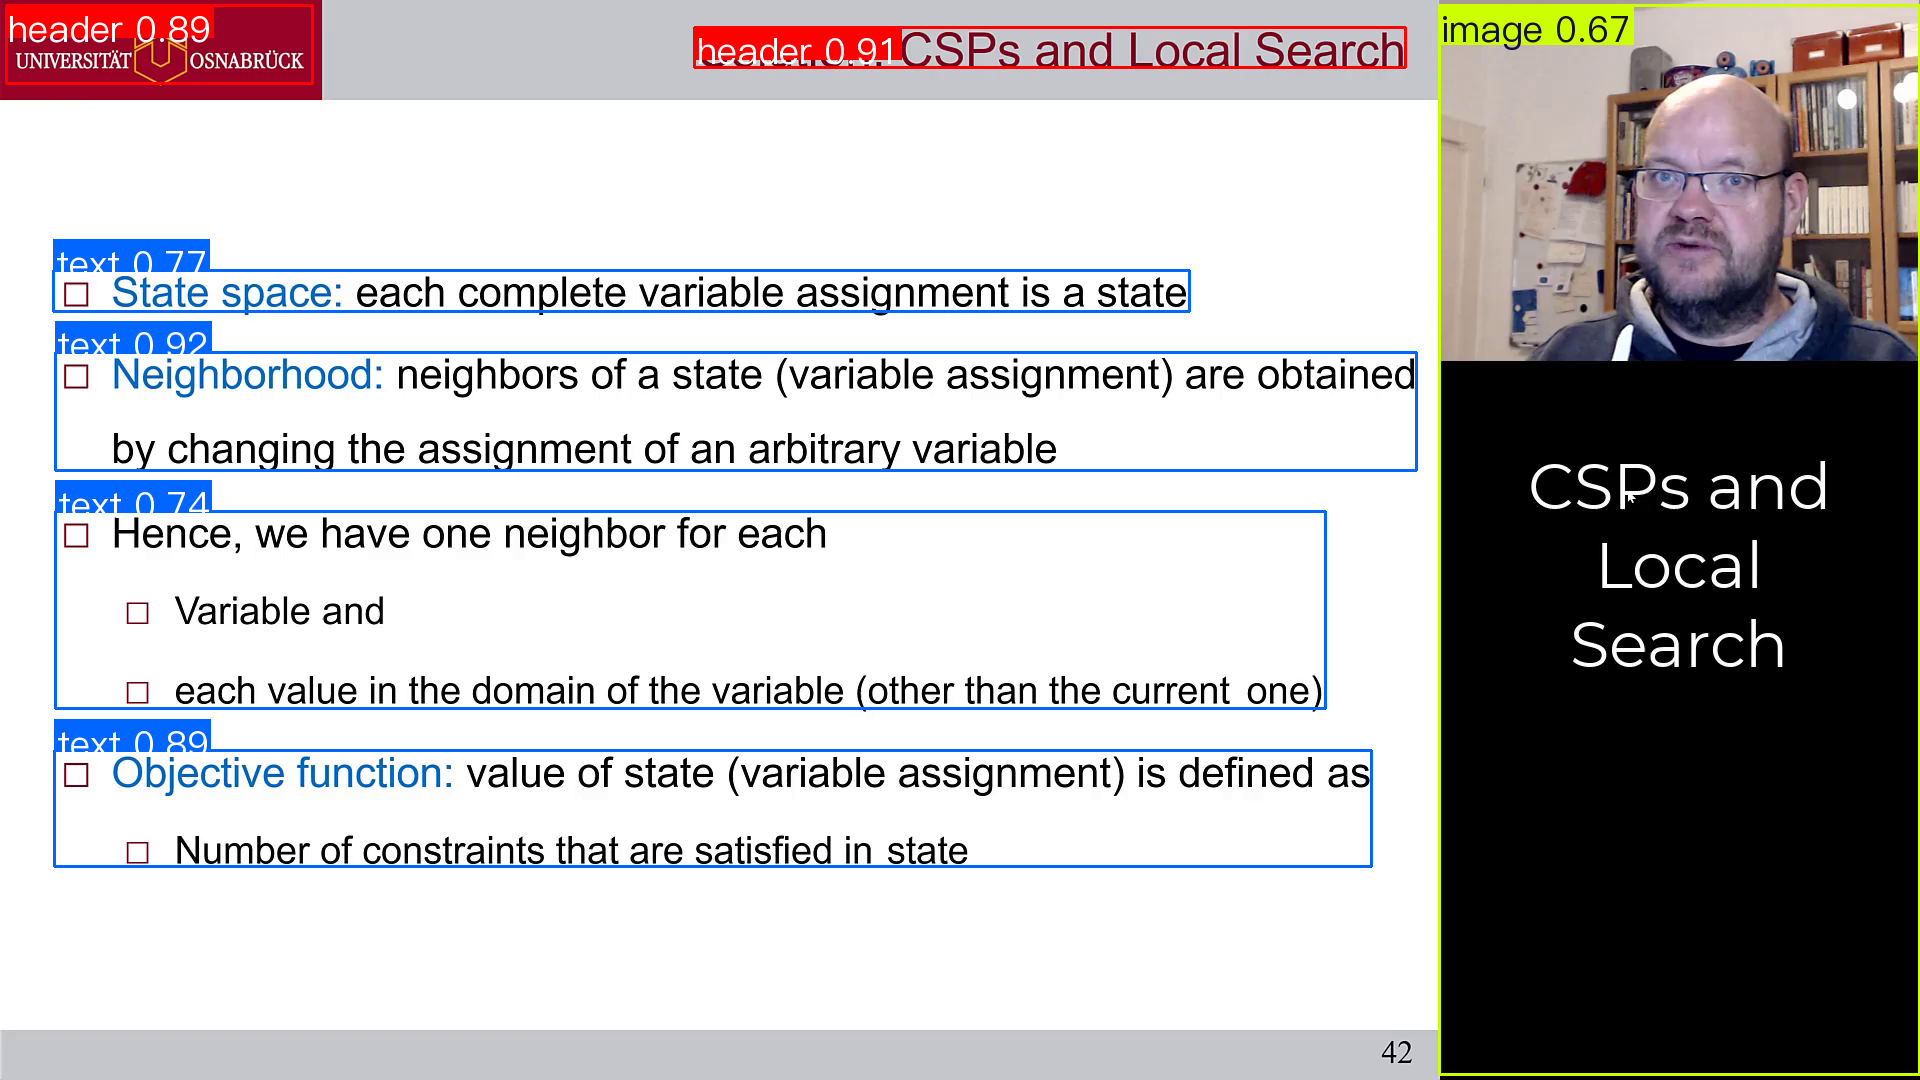 header 0.89
UNIVERSITÄT OSNABRÜCK
header 0.91 CSPs and Local Search
image 0.67
text 0.77
State space: each complete variable assignment is a state
text 0.92
Neighborhood: neighbors of a state (variable assignment) are obtained
by changing the assignment of an arbitrary variable
text 0.74
Hence, we have one neighbor for each
Variable and
each value in the domain of the variable (other than the current one)
text 0.89
Objective function: value of state (variable assignment) is defined as
Number of constraints that are satisfied in state
42
CSPs and
Local
Search